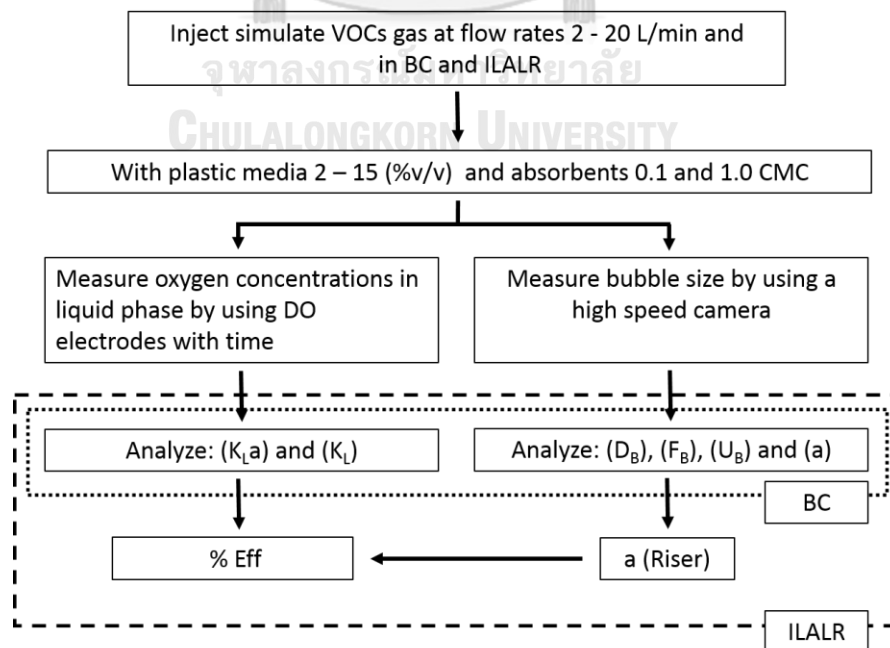 Inject simulate VOCs gas at flow rates 2 - 20 L/min and
in BC and ILALR
จุฬาลงกรณ์มหาวิทยาลัย
CHULALONGKORN UNIVERSITY
With plastic media 2 – 15 (%v/v) and absorbents 0.1 and 1.0 CMC
Measure oxygen concentrations in
liquid phase by using DO
electrodes with time
Measure bubble size by using a
high speed camera
Analyze: (KLa) and (KL)
Analyze: (DB), (FB), (UB) and (a)
BC
% Eff
a (Riser)
ILALR